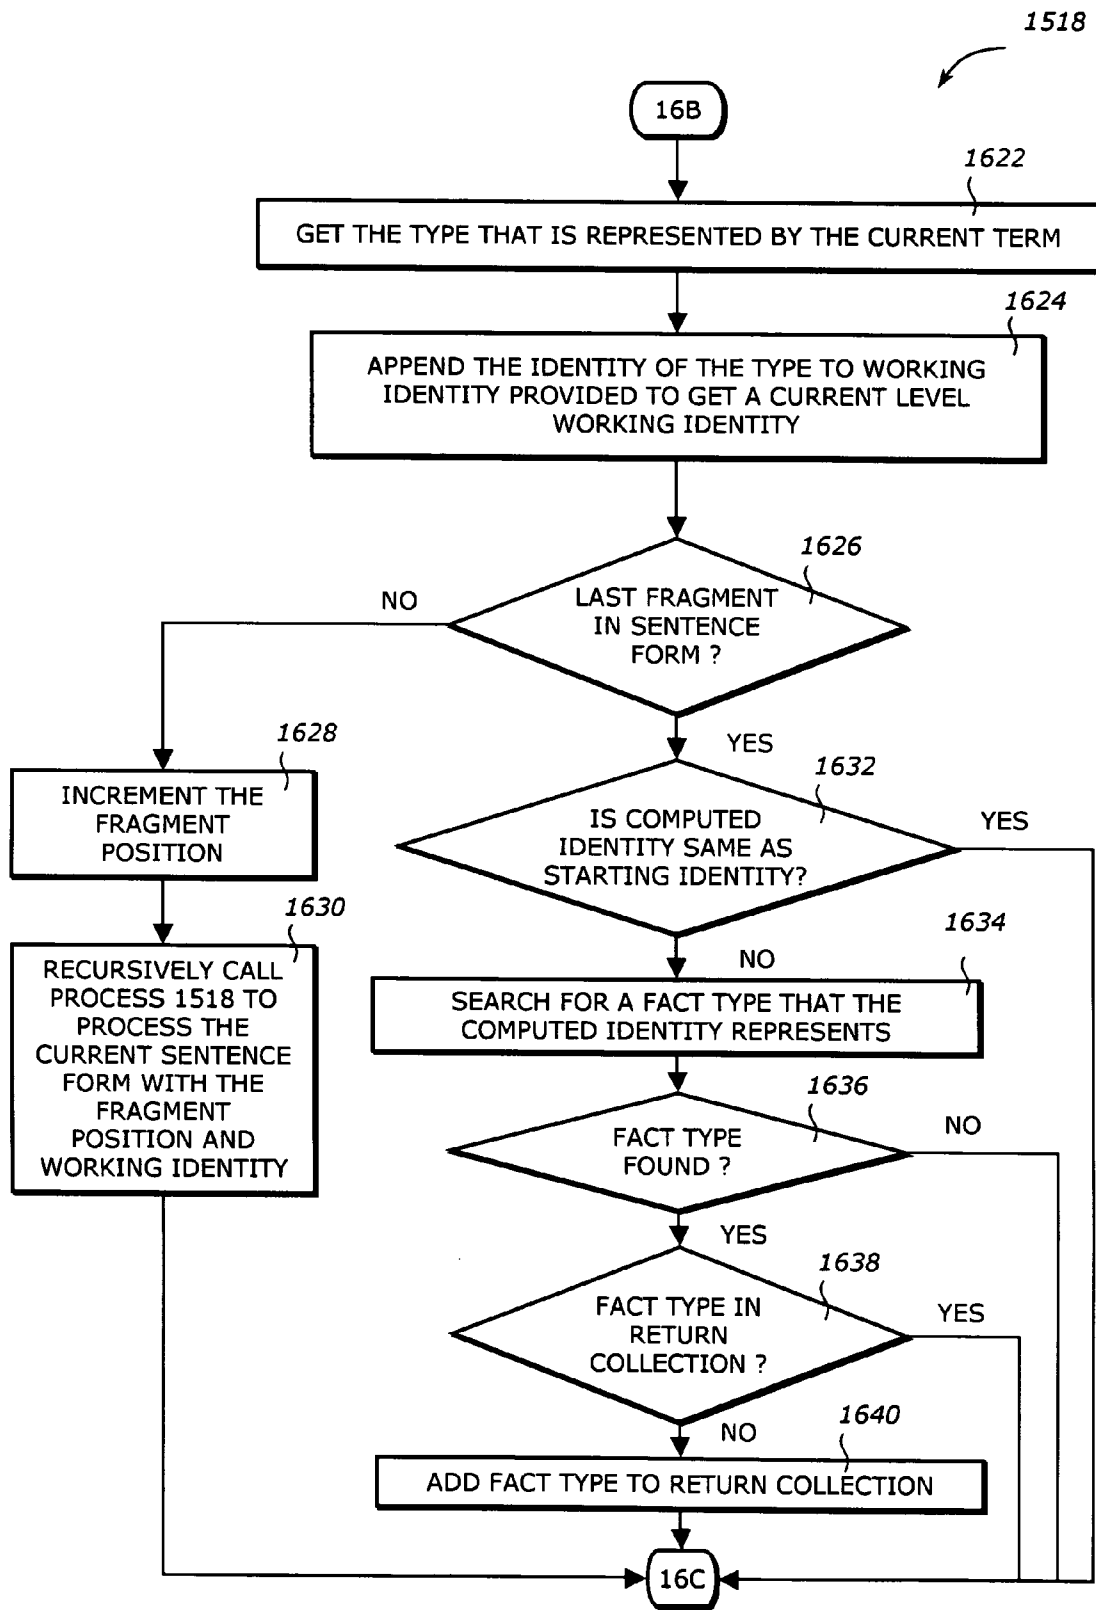 1518
16B
1622
GET THE TYPE THAT IS REPRESENTED BY THE CURRENT TERM
1624
APPEND THE IDENTITY OF THE TYPE TO WORKING
IDENTITY PROVIDED TO GET A CURRENT LEVEL
WORKING IDENTITY
1626
NO
LAST FRAGMENT
IN SENTENCE
FORM ?
YES
1628
INCREMENT THE
FRAGMENT
POSITION
1632
IS COMPUTED
IDENTITY SAME AS
STARTING IDENTITY?
YES
NO
1630
RECURSIVELY CALL
PROCESS 1518 TO
PROCESS THE
CURRENT SENTENCE
FORM WITH THE
FRAGMENT
POSITION AND
WORKING IDENTITY
1634
SEARCH FOR A FACT TYPE THAT THE
COMPUTED IDENTITY REPRESENTS
1636
FACT TYPE
FOUND ?
NO
YES
1638
FACT TYPE IN
RETURN
COLLECTION ?
YES
NO
1640
ADD FACT TYPE TO RETURN COLLECTION
16C